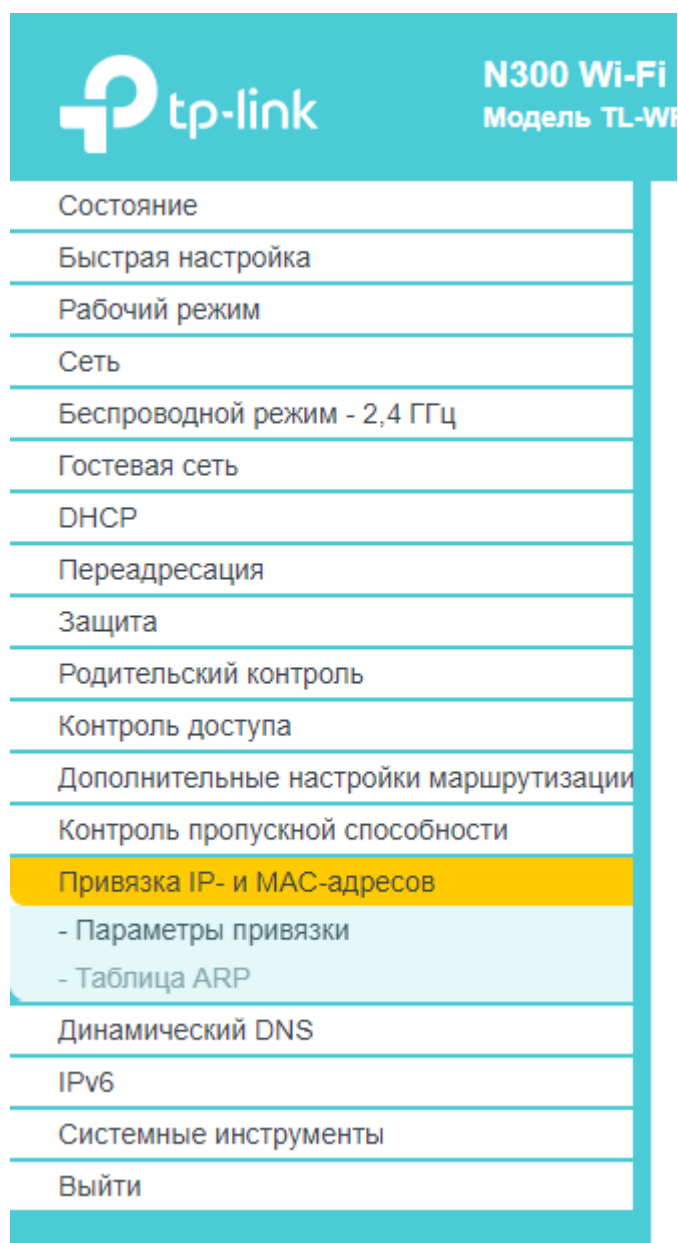 tp-link
N300 Wi-Fi
Модель TL-WR
Состояние
Быстрая настройка
Рабочий режим
Сеть
Беспроводной режим - 2,4 ГГц
Гостевая сеть
DHCP
Переадресация
Защита
Родительский контроль
Контроль доступа
Дополнительные настройки маршрутизации
Контроль пропускной способности
Привязка IP- и MAC-адресов
- Параметры привязки
- Таблица ARP
Динамический DNS
IPv6
Системные инструменты
Выйти